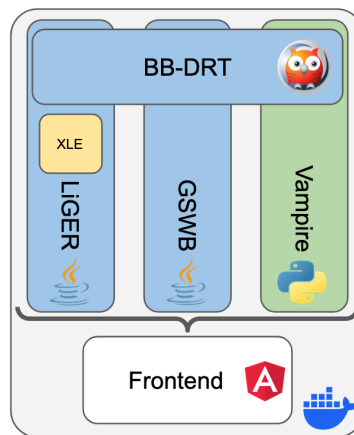 BB-DRT
XLE
LiGER
GSWB
Vampire
Frontend
A